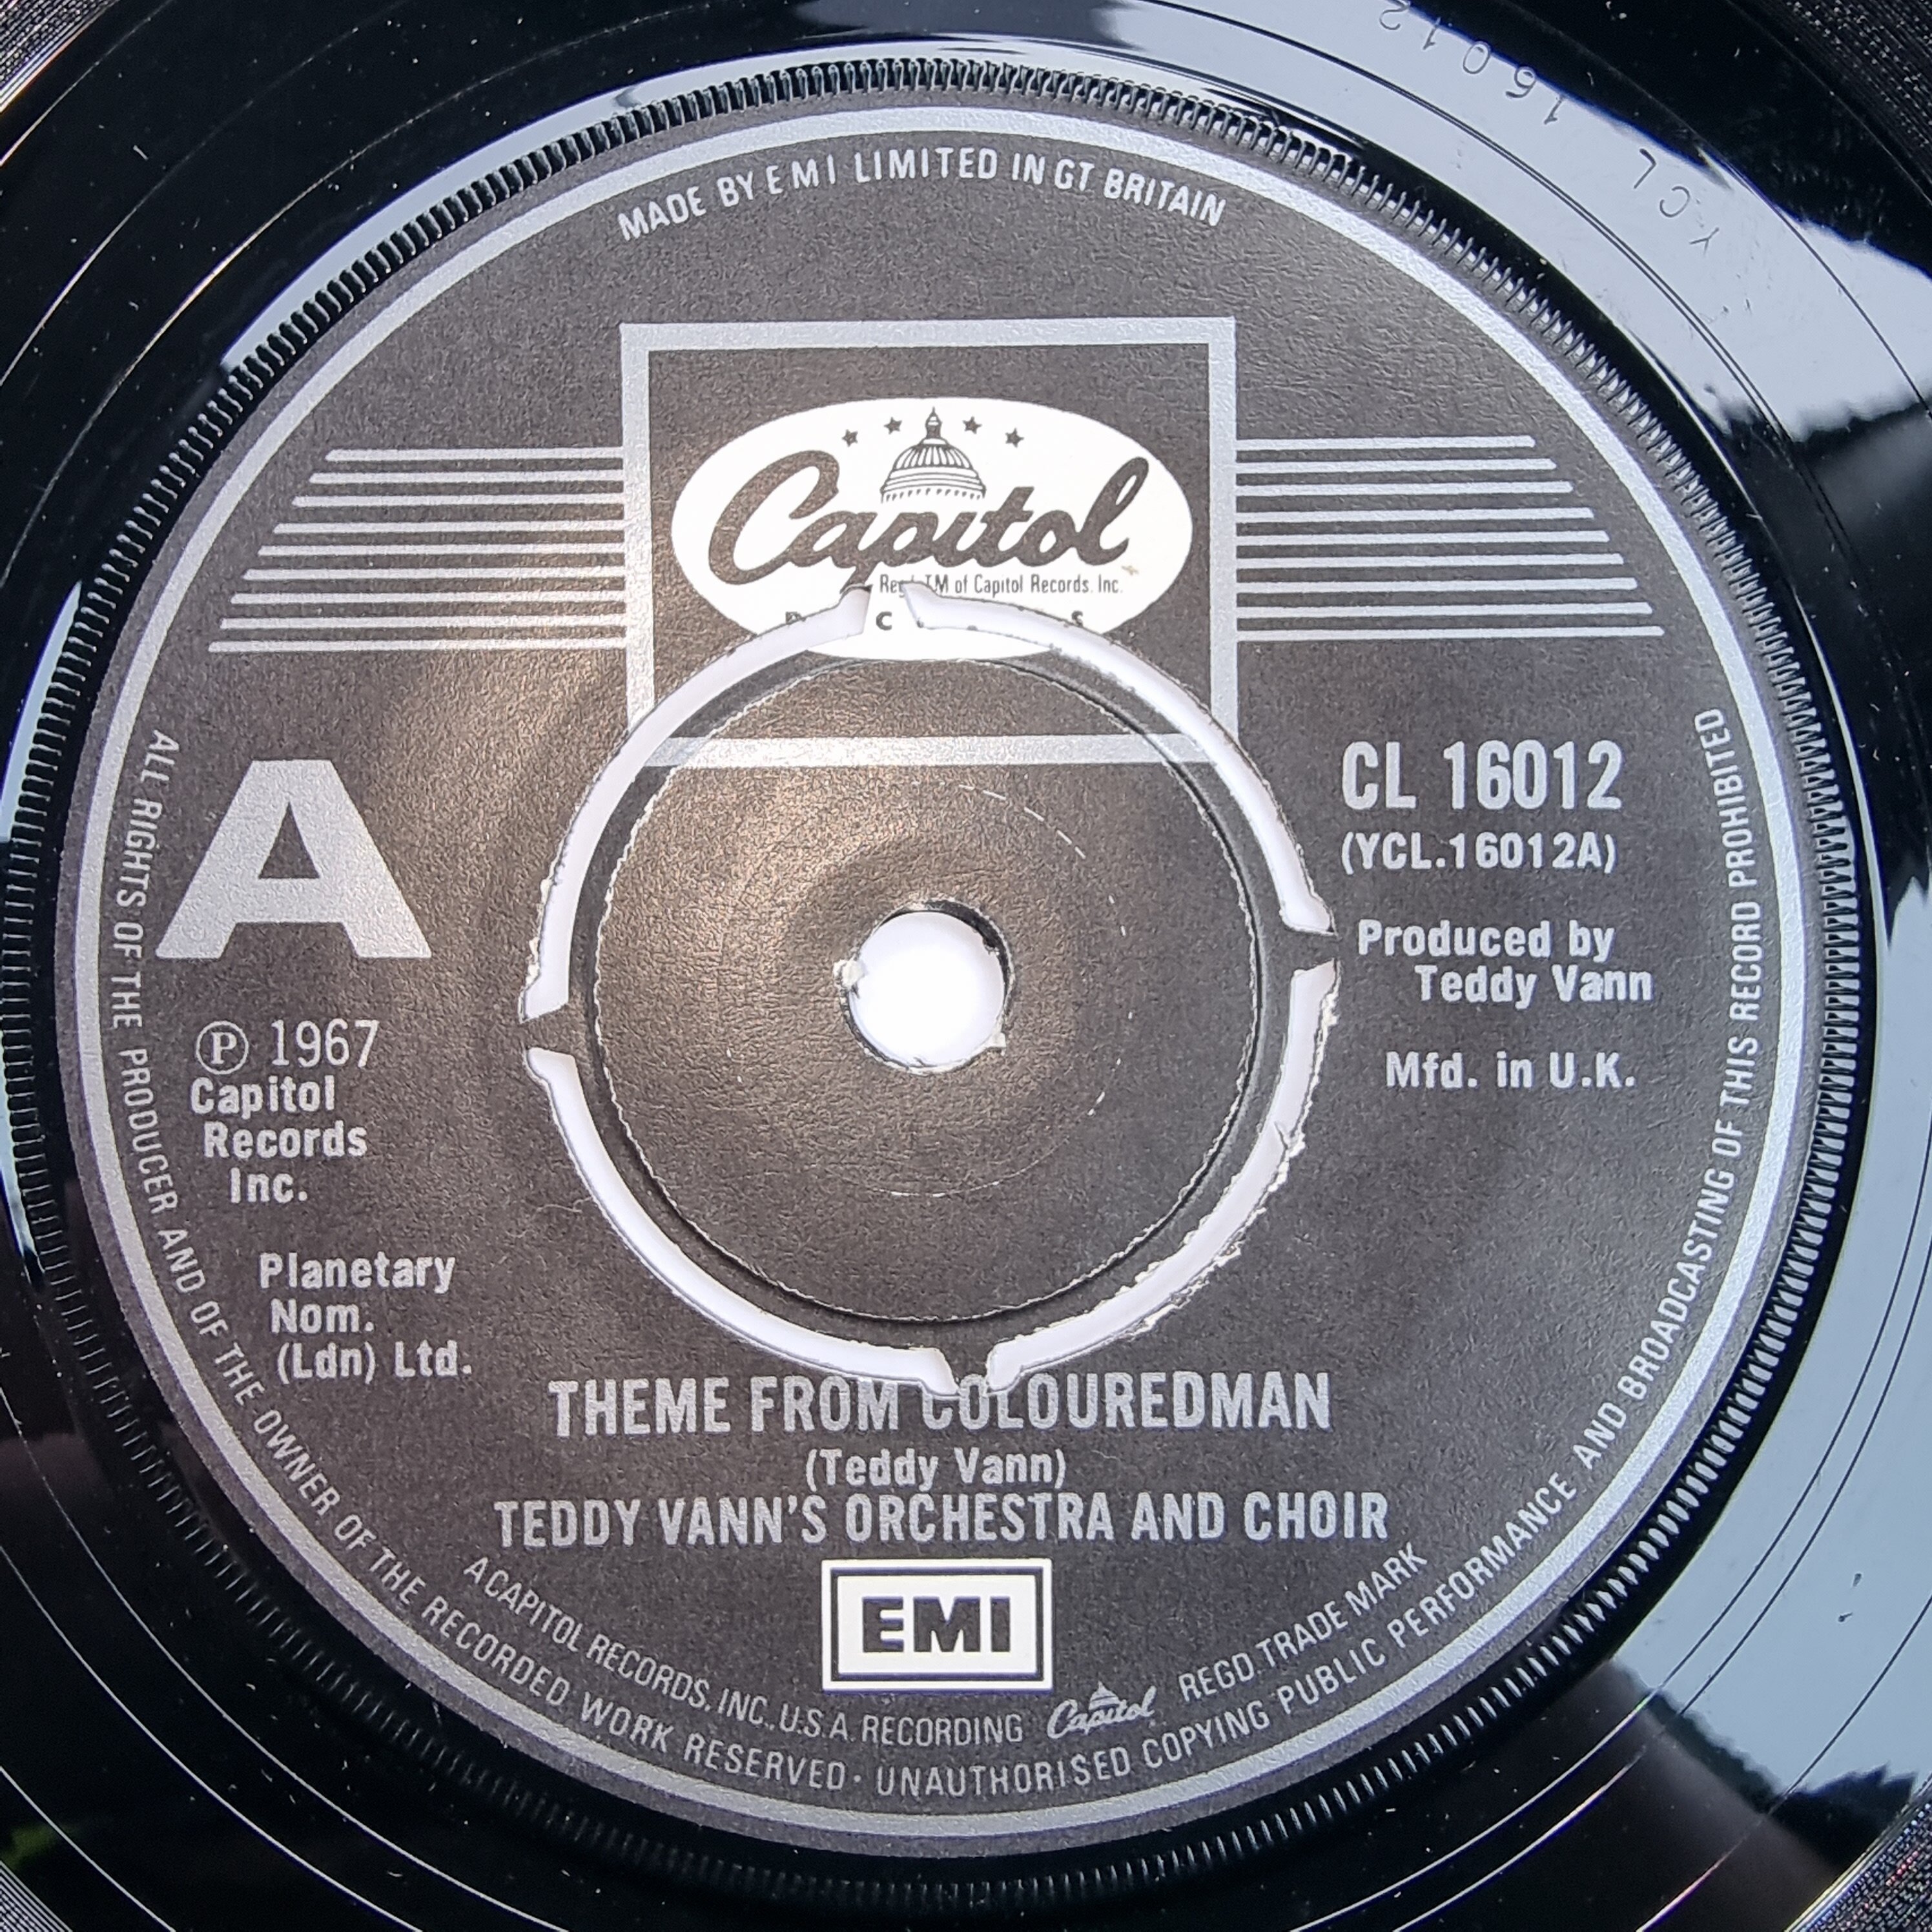 YCL 16012
MADE BY EMI LIMITED IN GT BRITAIN
Capitol
Regd. TM of Capitol Records. Inc.
A
CL 16012
(YCL.16012A)
Produced by
Teddy Vann
Mfd. in U.K.
Ⓟ 1967
Capitol
Records
Inc.
Planetary
Nom.
(Ldn) Ltd.
THEME FROM COLOUREDMAN
(Teddy Vann)
TEDDY VANN'S ORCHESTRA AND CHOIR
EMI
A CAPITOL RECORDS, INC., U.S.A. RECORDING Capitol REGD. TRADE MARK
ALL RIGHTS OF THE PRODUCER AND OF THE OWNER OF THE RECORDED WORK RESERVED · UNAUTHORISED COPYING PUBLIC PERFORMANCE AND BROADCASTING OF THIS RECORD PROHIBITED